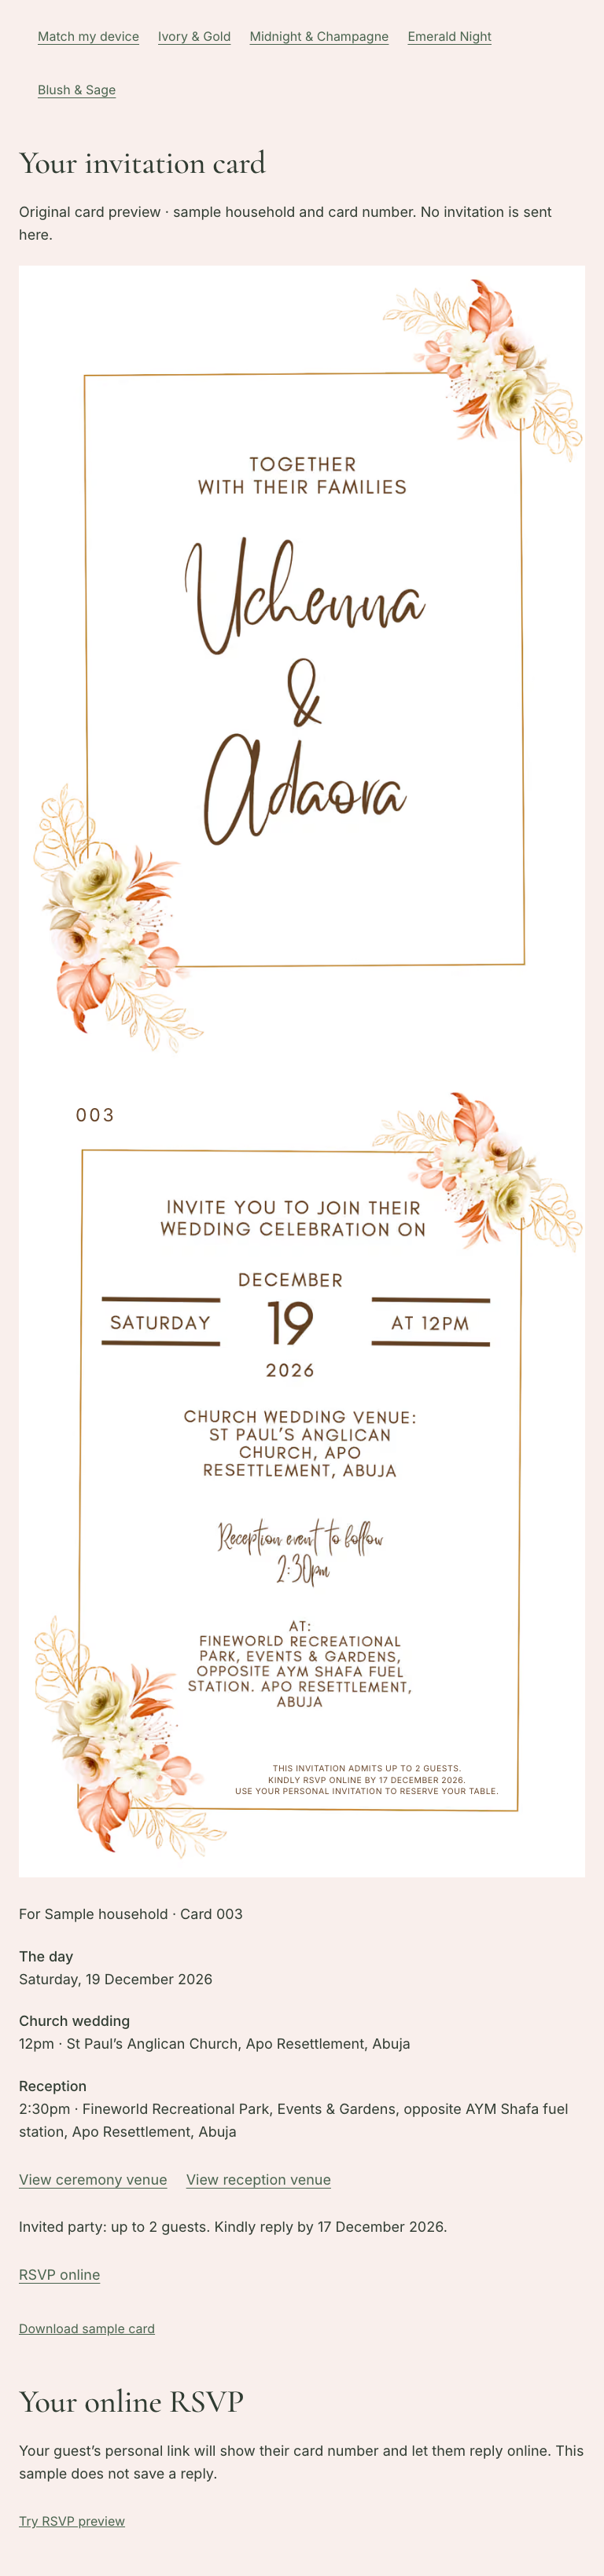 Match my device Ivory & Gold Midnight & Champagne Emerald Night
Blush & Sage
Your invitation card
Original card preview · sample household and card number. No invitation is sent
here.
TOGETHER
WITH THEIR FAMILIES
Uchenna
&
Adaora
003
INVITE YOU TO JOIN THEIR
WEDDING CELEBRATION ON
DECEMBER
SATURDAY 19 AT 12PM
2026
CHURCH WEDDING VENUE:
ST PAUL'S ANGLICAN
CHURCH, APO
RESETTLEMENT, ABUJA
Reception event to follow
2:30pm
AT:
FINEWORLD RECREATIONAL
PARK, EVENTS & GARDENS,
OPPOSITE AYM SHAFA FUEL
STATION. APO RESETTLEMENT,
ABUJA
THIS INVITATION ADMITS UP TO 2 GUESTS.
KINDLY RSVP ONLINE BY 17 DECEMBER 2026.
USE YOUR PERSONAL INVITATION TO RESERVE YOUR TABLE.
For Sample household · Card 003
The day
Saturday, 19 December 2026
Church wedding
12pm · St Paul’s Anglican Church, Apo Resettlement, Abuja
Reception
2:30pm · Fineworld Recreational Park, Events & Gardens, opposite AYM Shafa fuel
station, Apo Resettlement, Abuja
View ceremony venue View reception venue
Invited party: up to 2 guests. Kindly reply by 17 December 2026.
RSVP online
Download sample card
Your online RSVP
Your guest’s personal link will show their card number and let them reply online. This
sample does not save a reply.
Try RSVP preview